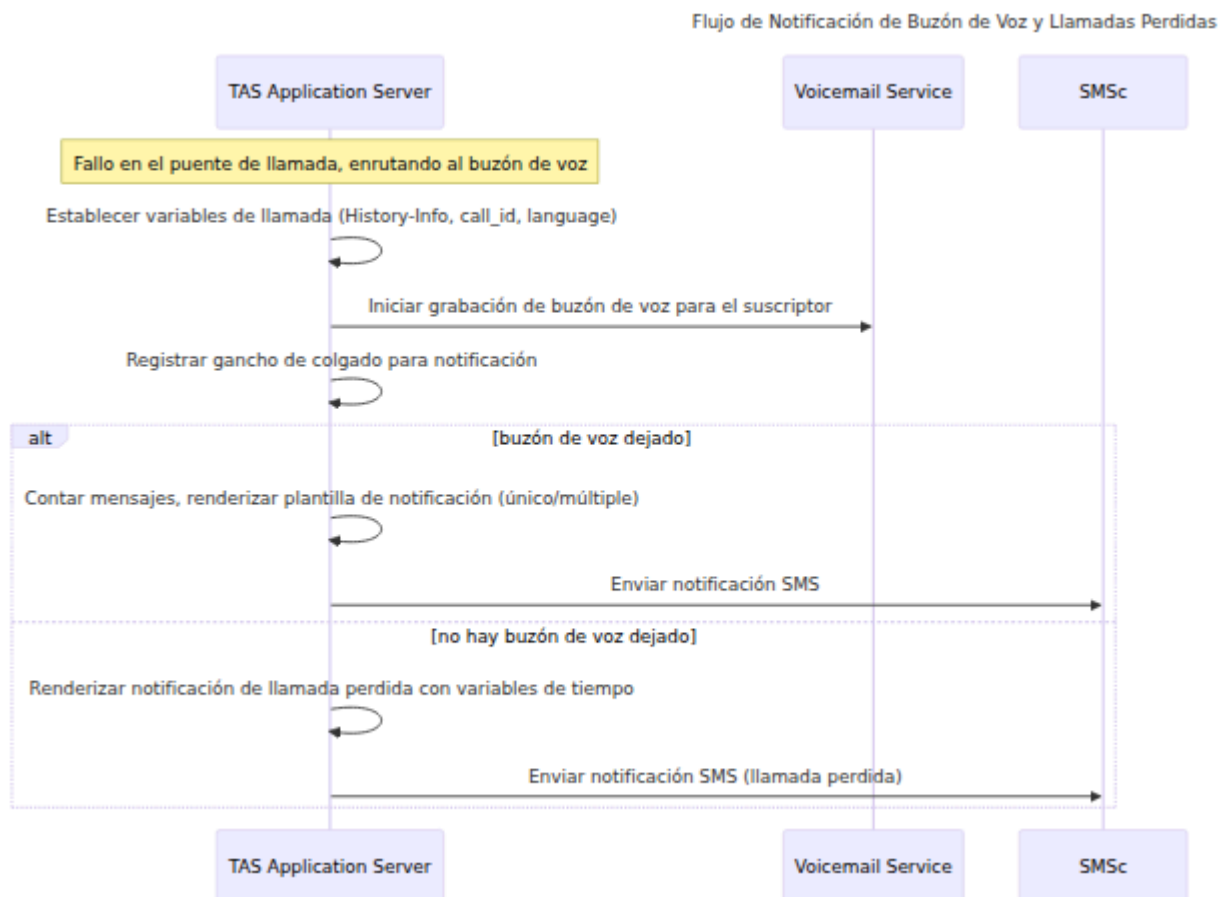 Flujo de Notificación de Buzón de Voz y Llamadas Perdidas
TAS Application Server
Voicemail Service
SMSc
Fallo en el puente de llamada, enrutando al buzón de voz
Establecer variables de llamada (History-Info, call_id, language)
Iniciar grabación de buzón de voz para el suscriptor
Registrar gancho de colgado para notificación
alt
[buzón de voz dejado]
Contar mensajes, renderizar plantilla de notificación (único/múltiple)
Enviar notificación SMS
[no hay buzón de voz dejado]
Renderizar notificación de llamada perdida con variables de tiempo
Enviar notificación SMS (llamada perdida)
TAS Application Server
Voicemail Service
SMSc